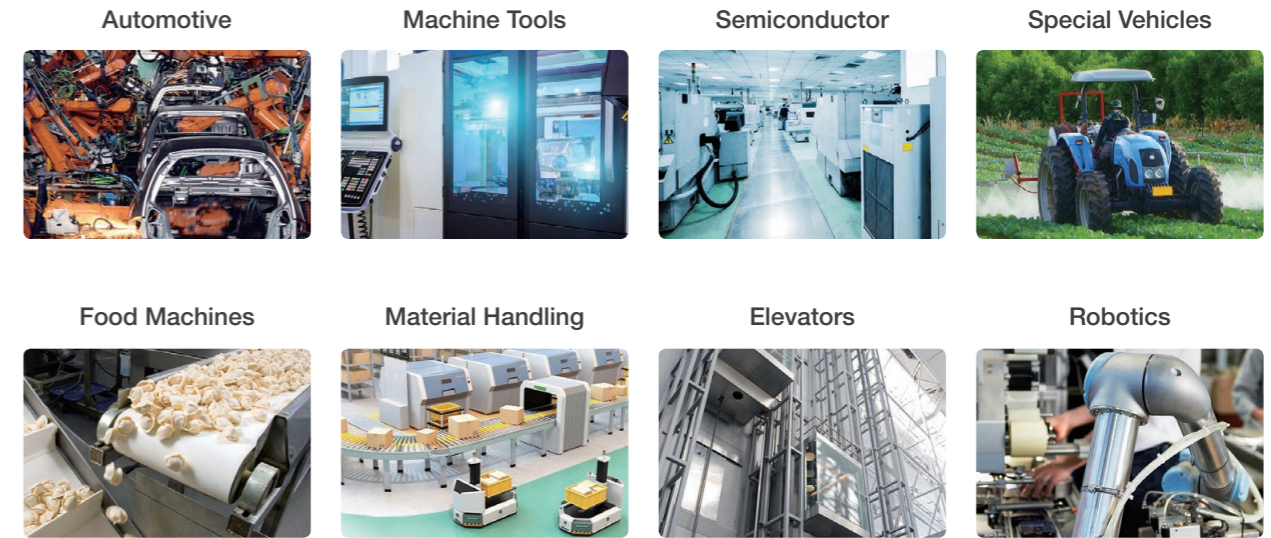 Automotive
Machine Tools
Semiconductor
Special Vehicles
Food Machines
Material Handling
Elevators
Robotics